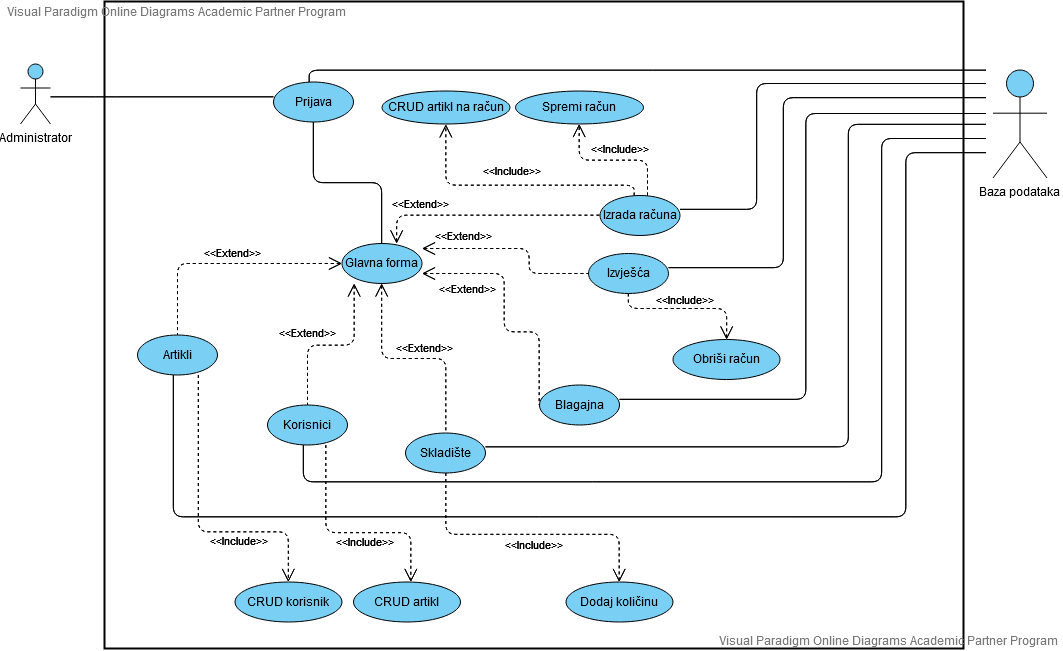 Visual Paradigm Online Diagrams Academic Partner Program
Administrator
Prijava
CRUD artikl na račun
Spremi račun
Baza podataka
<<Include>>
<<Include>>
<<Extend>>
Izrada računa
<<Extend>>
<<Extend>>
Glavna forma
Izvješća
<<Extend>>
<<Include>>
<<Extend>>
<<Extend>>
Artikli
Obriši račun
Blagajna
Korisnici
Skladište
<<Include>>
<<Include>>
<<Include>>
CRUD korisnik
CRUD artikl
Dodaj količinu
Visual Paradigm Online Diagrams Academic Partner Program